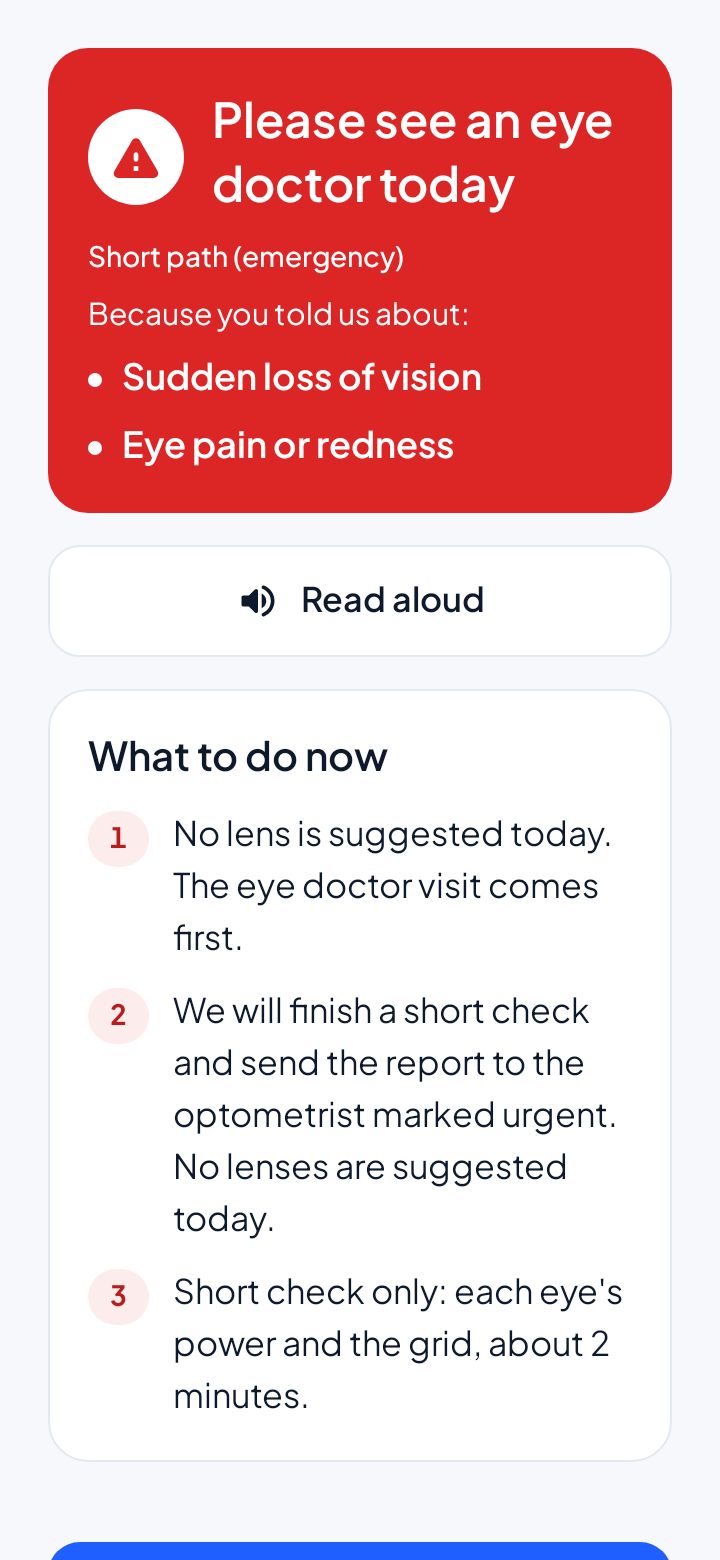 Please see an eye
doctor today
Short path (emergency)
Because you told us about:
Sudden loss of vision
Eye pain or redness
Read aloud
What to do now
1
No lens is suggested today.
The eye doctor visit comes
first.
2
We will finish a short check
and send the report to the
optometrist marked urgent.
No lenses are suggested
today.
3
Short check only: each eye's
power and the grid, about 2
minutes.